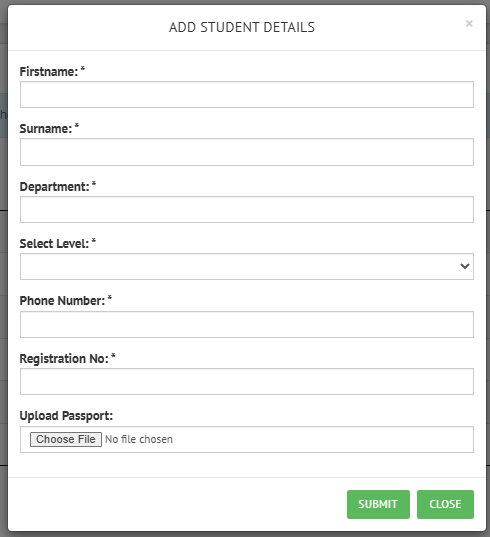 ADD STUDENT DETAILS ×
Firstname: *
Surname: *
Department: *
Select Level: *
Phone Number: *
Registration No: *
Upload Passport:
Choose File No file chosen
SUBMIT CLOSE